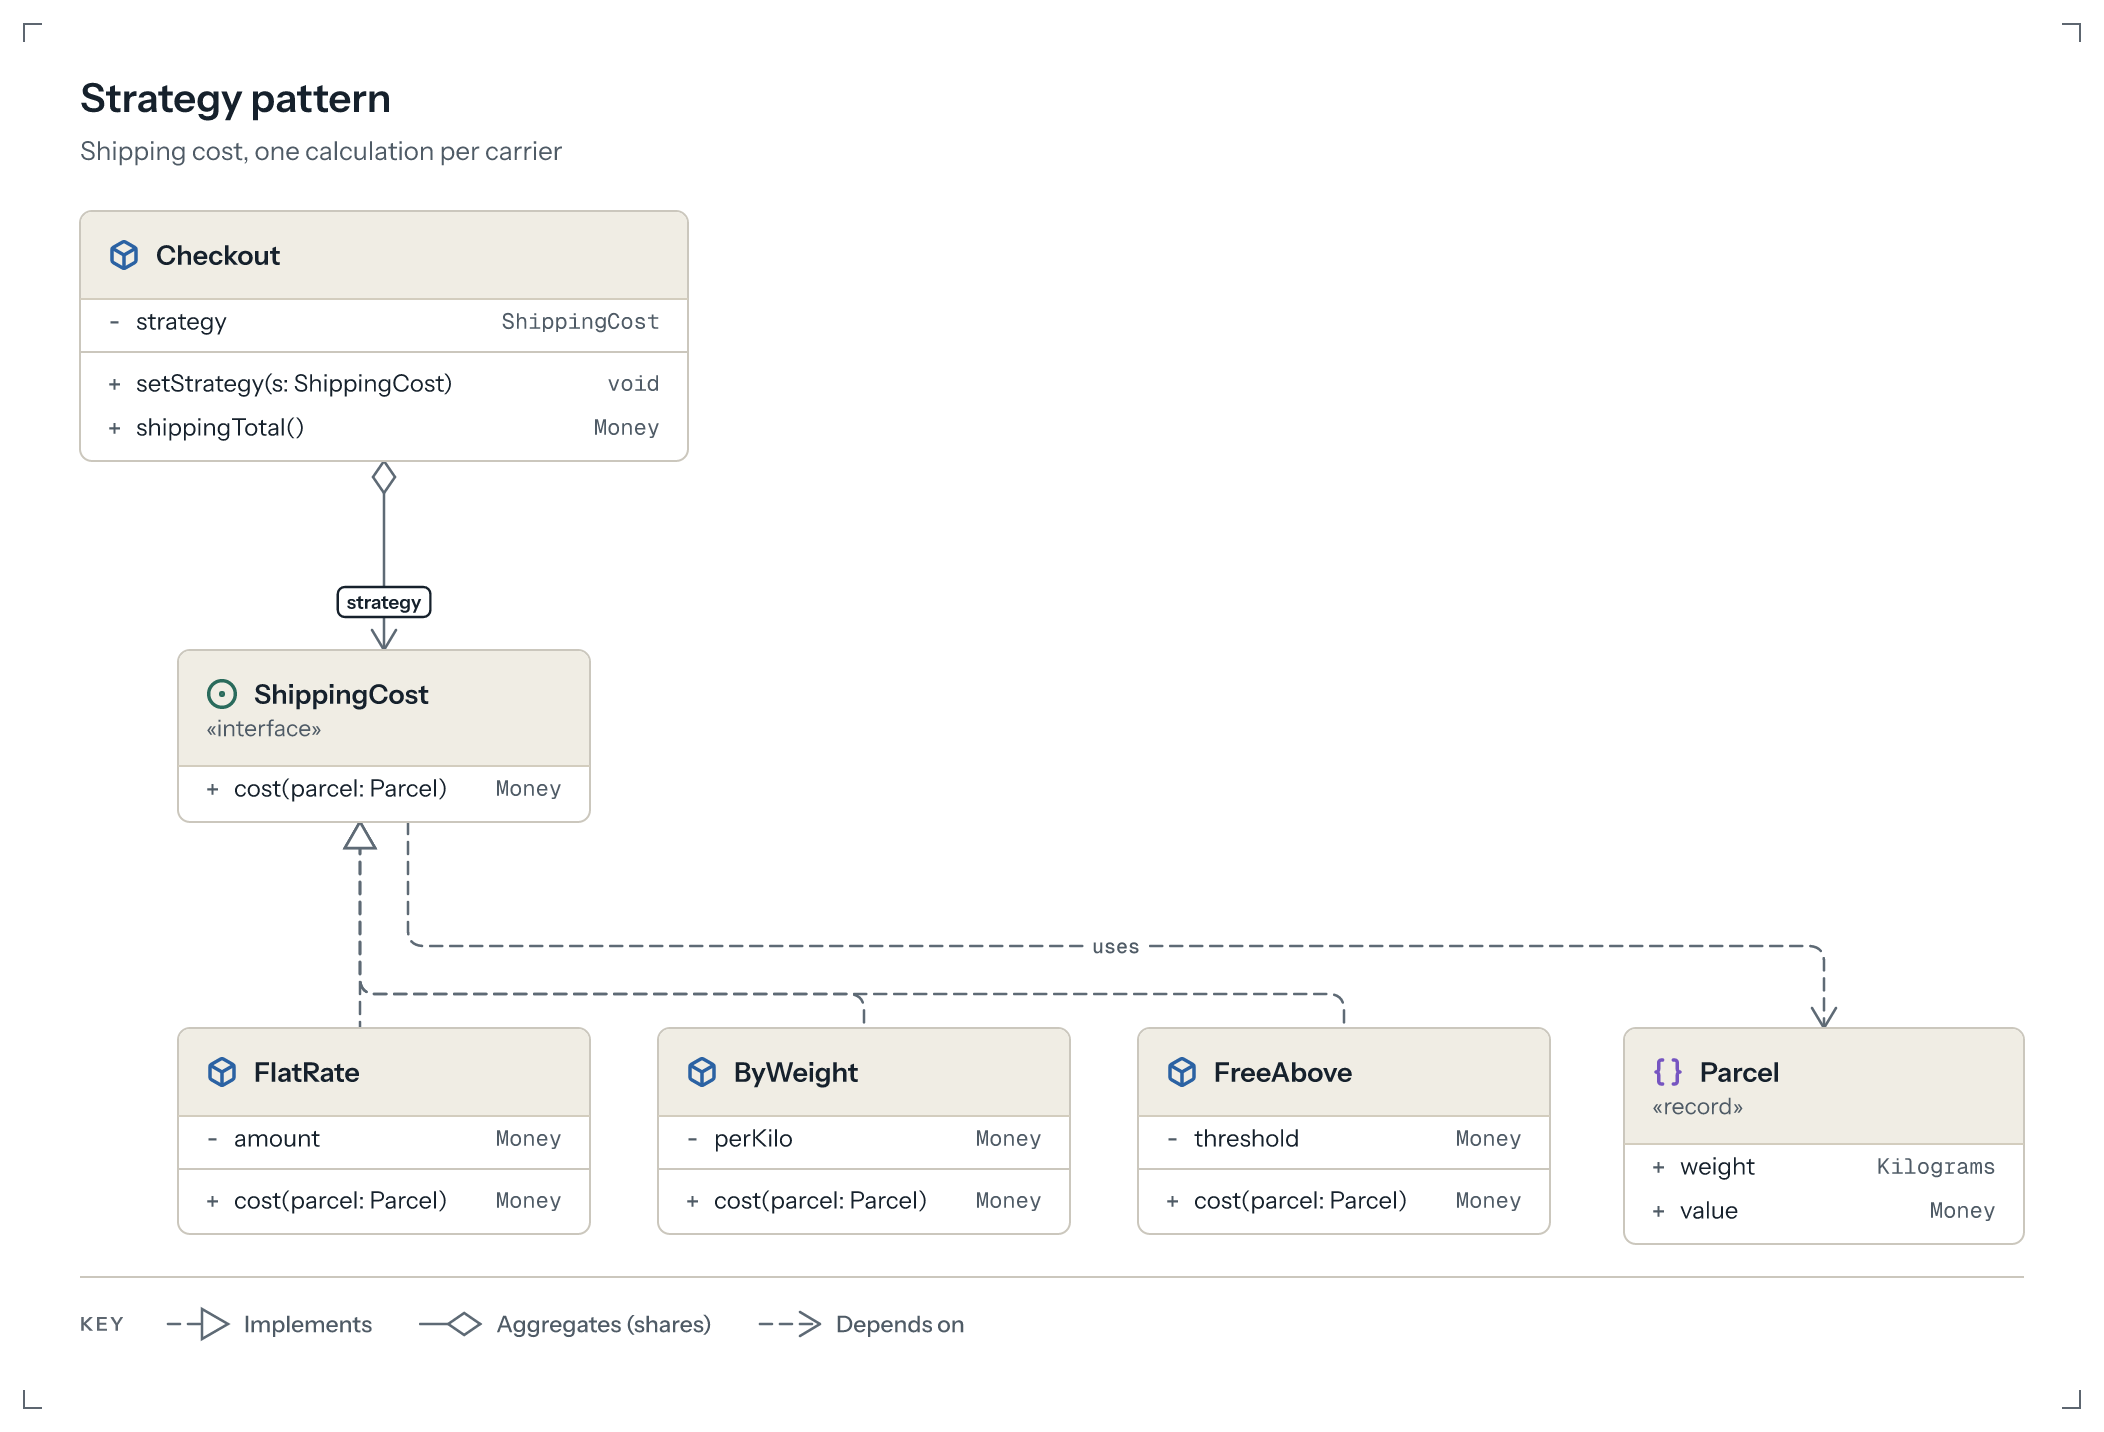 Strategy pattern
Shipping cost, one calculation per carrier
Checkout
- strategy ShippingCost
+ setStrategy(s: ShippingCost) void
+ shippingTotal() Money
strategy
ShippingCost
«interface»
+ cost(parcel: Parcel) Money
uses
FlatRate
- amount Money
+ cost(parcel: Parcel) Money
ByWeight
- perKilo Money
+ cost(parcel: Parcel) Money
FreeAbove
- threshold Money
+ cost(parcel: Parcel) Money
Parcel
«record»
+ weight Kilograms
+ value Money
KEY Implements Aggregates (shares) Depends on